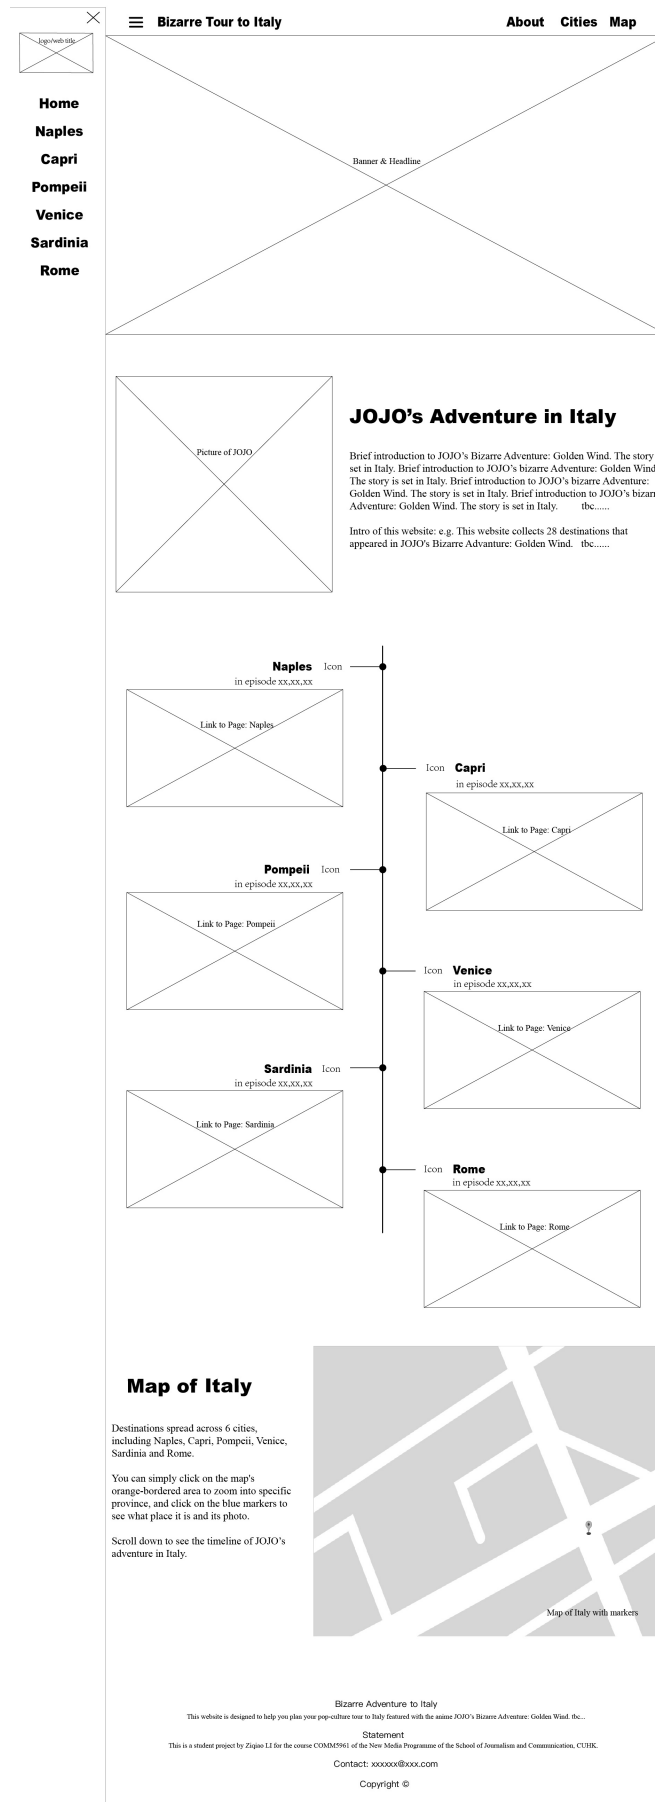 logo/web title
Home
Naples
Capri
Pompeii
Venice
Sardinia
Rome
Bizarre Tour to Italy
About Cities Map
Banner & Headline
Picture of JOJO
JOJO’s Adventure in Italy
Brief introduction to JOJO’s Bizarre Adventure: Golden Wind. The story
set in Italy. Brief introduction to JOJO’s bizarre Adventure: Golden Wind
The story is set in Italy. Brief introduction to JOJO’s bizarre Adventure:
Golden Wind. The story is set in Italy. Brief introduction to JOJO’s bizarr
Adventure: Golden Wind. The story is set in Italy. tbc......
Intro of this website: e.g. This website collects 28 destinations that
appeared in JOJO's Bizarre Advanture: Golden Wind. tbc......
Naples Icon
in episode xx,xx,xx
Link to Page: Naples
Icon Capri
in episode xx,xx,xx
Link to Page: Capri
Pompeii Icon
in episode xx,xx,xx
Link to Page: Pompeii
Icon Venice
in episode xx,xx,xx
Link to Page: Venice
Sardinia Icon
in episode xx,xx,xx
Link to Page: Sardinia
Icon Rome
in episode xx,xx,xx
Link to Page: Rome
Map of Italy
Destinations spread across 6 cities,
including Naples, Capri, Pompeii, Venice,
Sardinia and Rome.
You can simply click on the map's
orange-bordered area to zoom into specific
province, and click on the blue markers to
see what place it is and its photo.
Scroll down to see the timeline of JOJO’s
adventure in Italy.
Map of Italy with markers
Bizarre Adventure to Italy
This website is designed to help you plan your pop-culture tour to Italy featured with the anime JOJO’s Bizarre Adventure: Golden Wind. tbc...
Statement
This is a student project by Ziqiao LI for the course COMM5961 of the New Media Programme of the School of Journalism and Communication, CUHK.
Contact: xxxxxx@xxx.com
Copyright ©